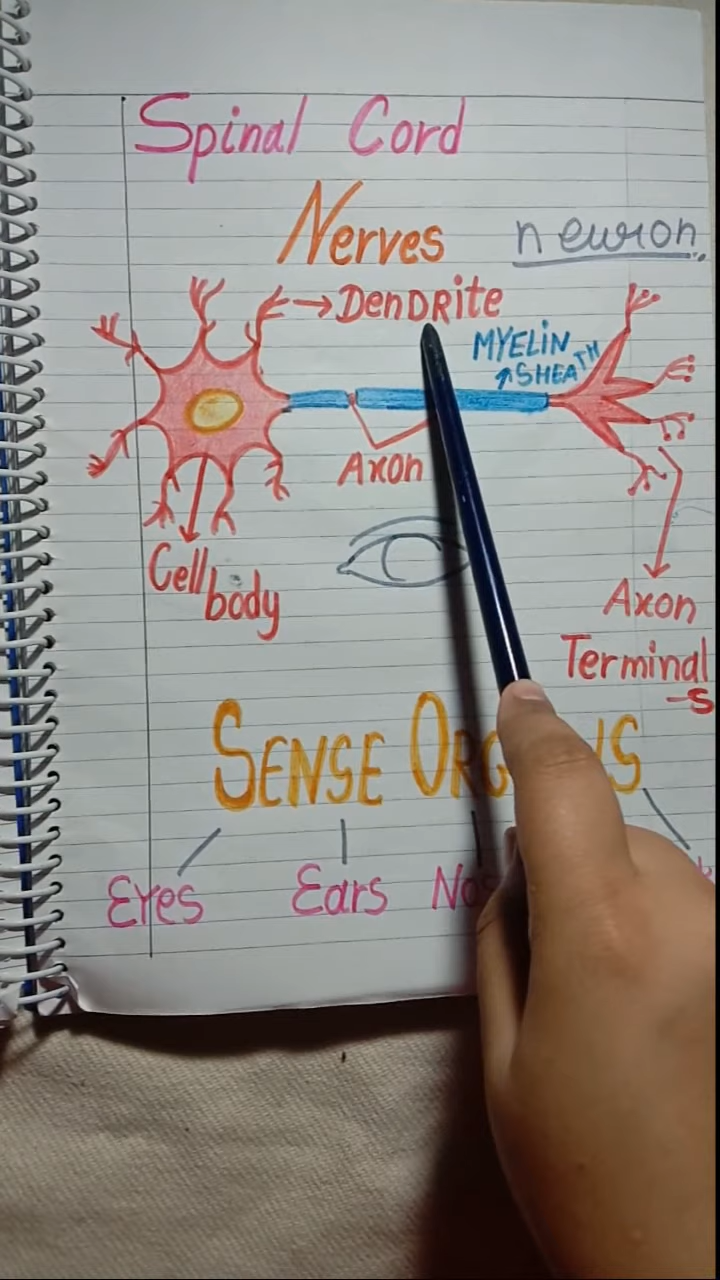 Spinal Cord
Nerves
neuron
DenDRite
MYELiN
SHEATH
Axon
Cell body
Axon
Terminal
-s
SENSE
Eyes Ears